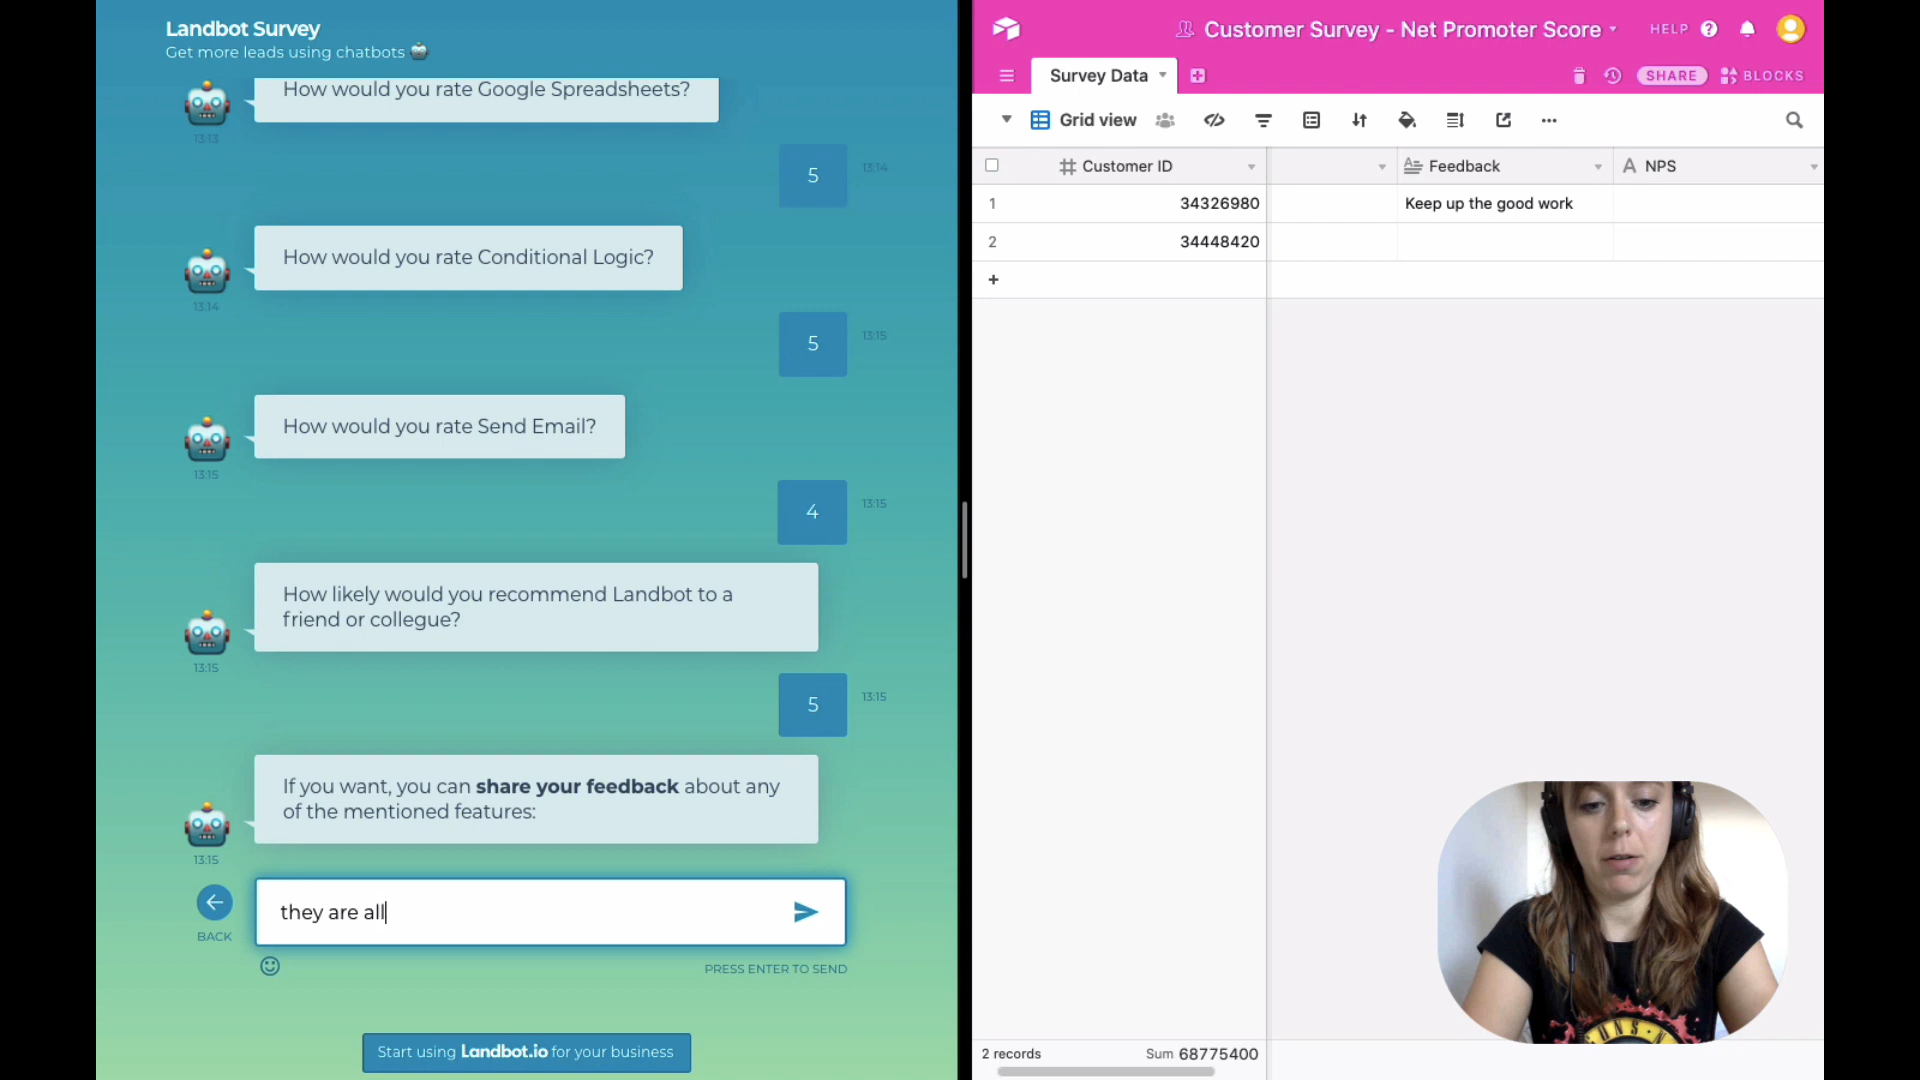 Landbot Survey
Get more leads using chatbots
How would you rate Google Spreadsheets?
13:13
5
13:14
How would you rate Conditional Logic?
13:14
5
13:15
How would you rate Send Email?
13:15
4
13:15
How likely would you recommend Landbot to a
friend or collegue?
13:15
5
13:15
If you want, you can share your feedback about any
of the mentioned features:
13:15
they are all
BACK
PRESS ENTER TO SEND
Start using Landbot.io for your business
Customer Survey - Net Promoter Score
HELP
Survey Data
SHARE
BLOCKS
Grid view
Customer ID
Feedback
NPS
1
34326980
Keep up the good work
2
34448420
+
2 records
Sum 68775400